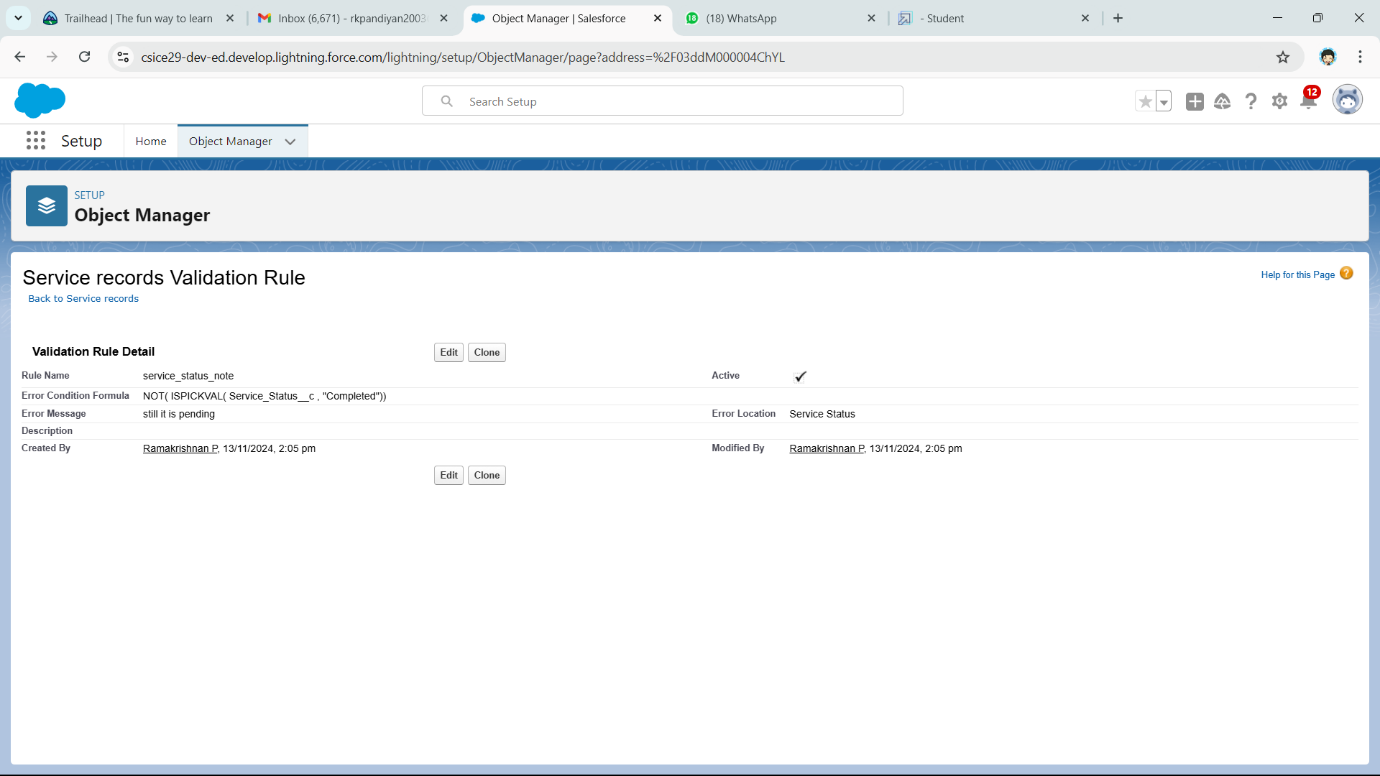 Trailhead | The fun way to learn
Inbox (6,671) - rkpandiyan2003
Object Manager | Salesforce
18
(18) WhatsApp
- Student
csice29-dev-ed.develop.lightning.force.com/lightning/setup/ObjectManager/page?address=%2F03ddM000004ChYL
Search Setup
12
Setup
Home
Object Manager
SETUP
Object Manager
Service records Validation Rule
Help for this Page
Back to Service records
Validation Rule Detail
Edit Clone
Rule Name service_status_note Active
Error Condition Formula NOT( ISPICKVAL( Service_Status__c , "Completed"))
Error Message still it is pending Error Location Service Status
Description
Created By Ramakrishnan P, 13/11/2024, 2:05 pm Modified By Ramakrishnan P, 13/11/2024, 2:05 pm
Edit Clone